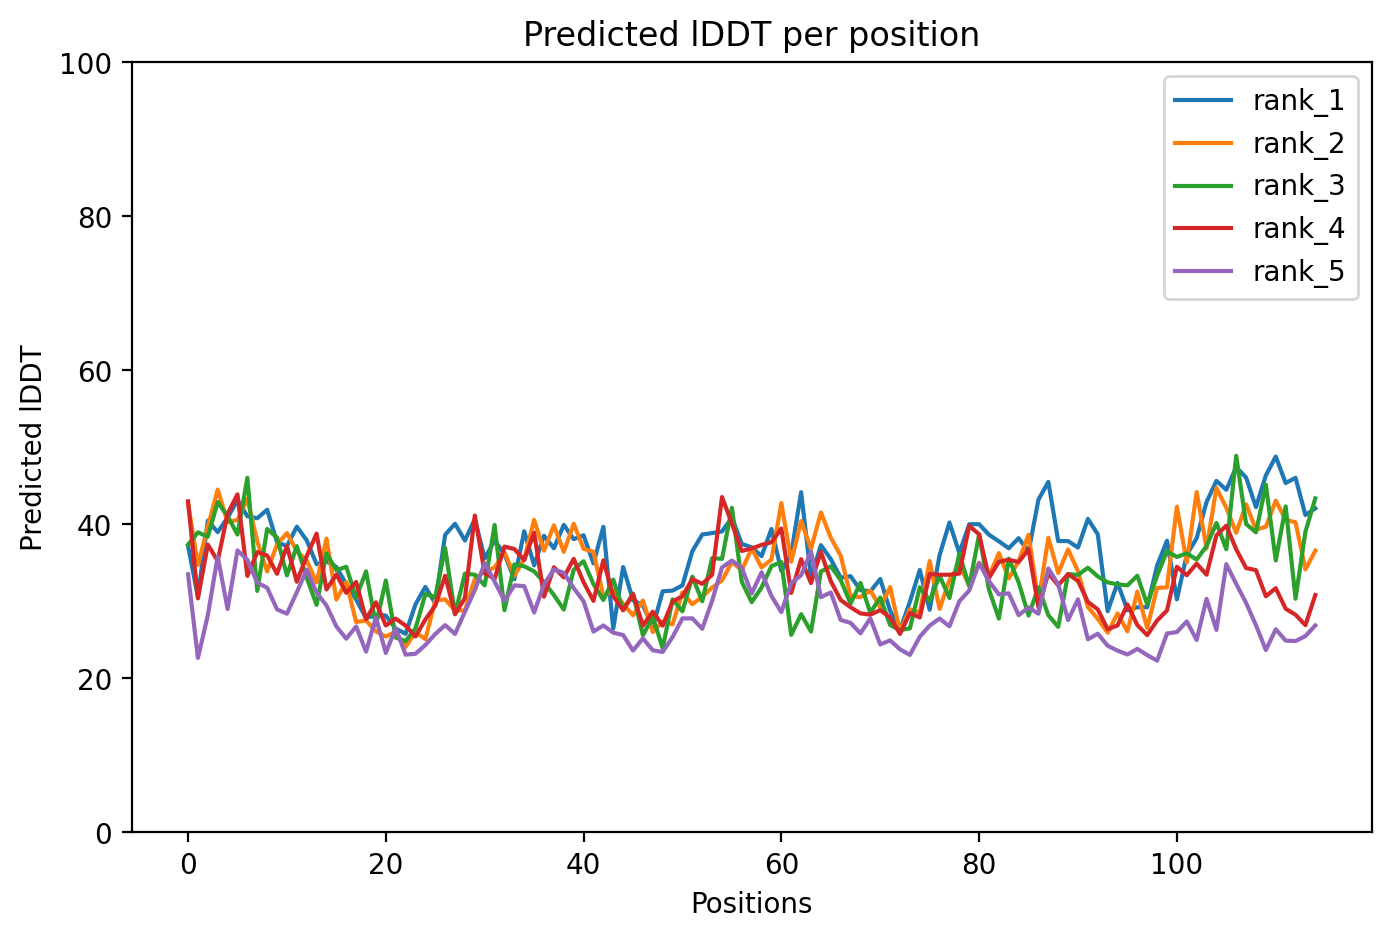 Predicted lDDT per position
100
80
60
40
20
0
Predicted lDDT
0 20 40 60 80 100
Positions
rank_1
rank_2
rank_3
rank_4
rank_5